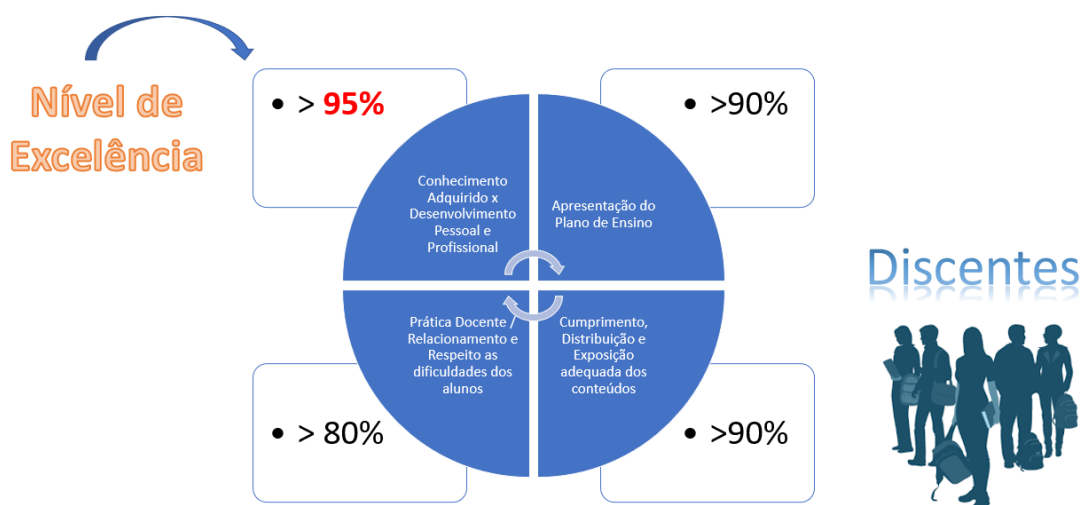 Nível de
Excelência
• > 95%
• >90%
Conhecimento
Adquirido x
Desenvolvimento
Pessoal e
Profissional
Apresentação do
Plano de Ensino
Discentes
Prática Docente /
Relacionamento e
Respeito as
dificuldades dos
alunos
Cumprimento,
Distribuição e
Exposição
adequada dos
conteúdos
• > 80%
• >90%